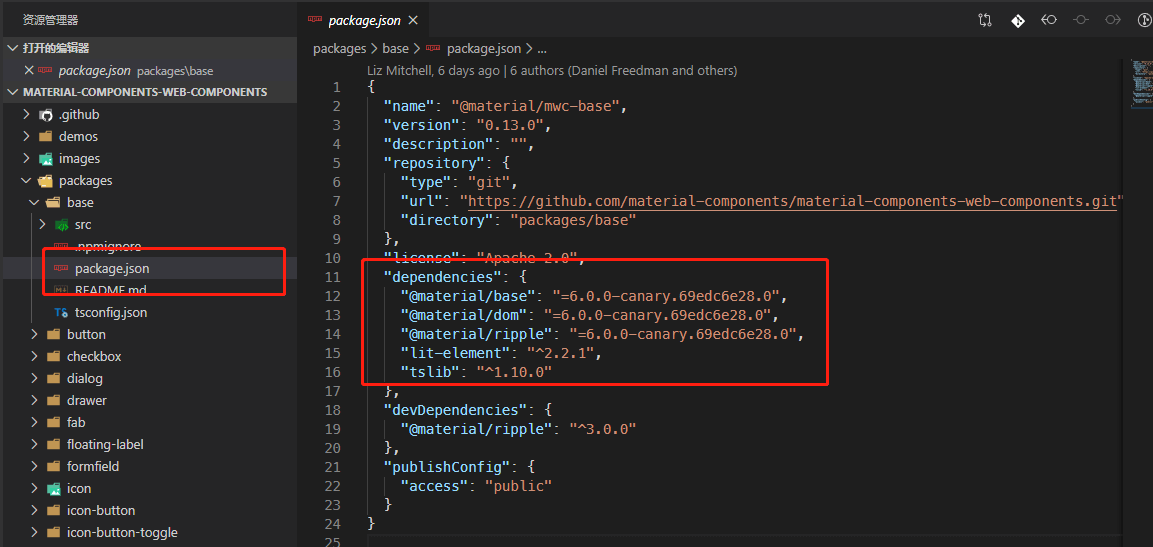 资源管理器
打开的编辑器
package.json packages\base
MATERIAL-COMPONENTS-WEB-COMPONENTS
.github
demos
images
packages
base
src
.npmignore
package.json
README.md
tsconfig.json
button
checkbox
dialog
drawer
fab
floating-label
formfield
icon
icon-button
icon-button-toggle
package.json
packages > base > package.json > ...
Liz Mitchell, 6 days ago | 6 authors (Daniel Freedman and others)
1 {
2 "name": "@material/mwc-base",
3 "version": "0.13.0",
4 "description": "",
5 "repository": {
6 "type": "git",
7 "url": "https://github.com/material-components/material-components-web-components.git"
8 "directory": "packages/base"
9 },
10 "license": "Apache-2.0",
11 "dependencies": {
12 "@material/base": "=6.0.0-canary.69edc6e28.0",
13 "@material/dom": "=6.0.0-canary.69edc6e28.0",
14 "@material/ripple": "=6.0.0-canary.69edc6e28.0",
15 "lit-element": "^2.2.1",
16 "tslib": "^1.10.0"
17 },
18 "devDependencies": {
19 "@material/ripple": "^3.0.0"
20 },
21 "publishConfig": {
22 "access": "public"
23 }
24 }
25